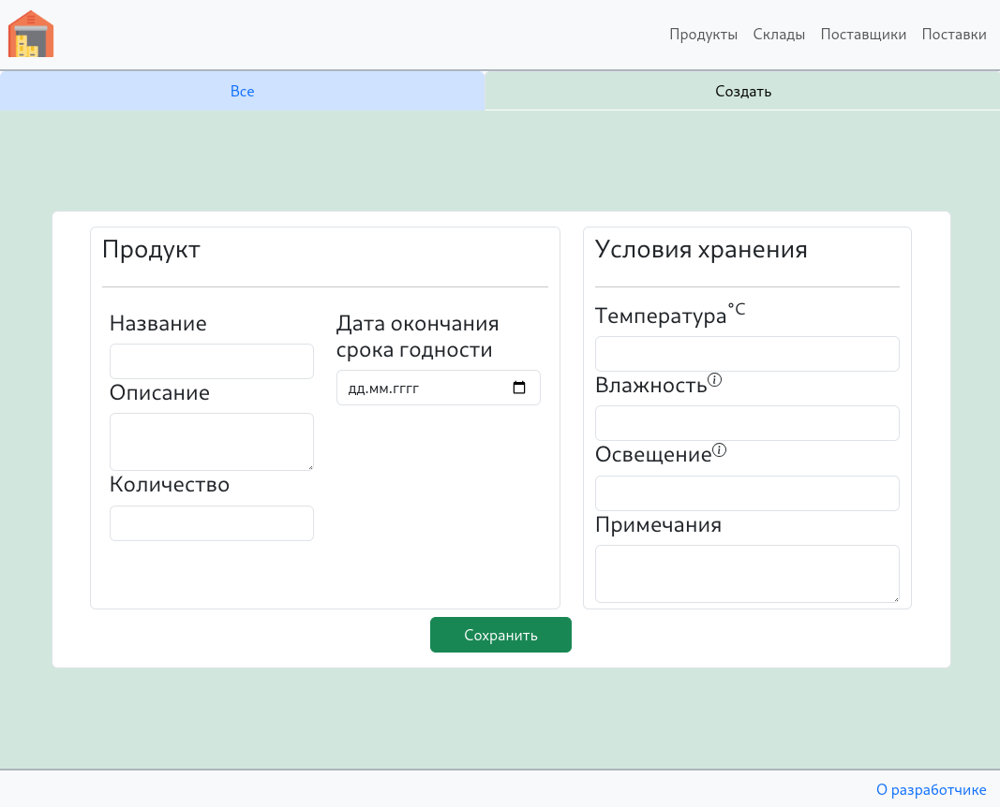 Продукты Склады Поставщики Поставки
Все
Создать
Продукт
Название
Описание
Количество
Дата окончания
срока годности
дд.мм.гггг
Условия хранения
Температура°C
Влажность
Освещение
Примечания
Сохранить
О разработчике